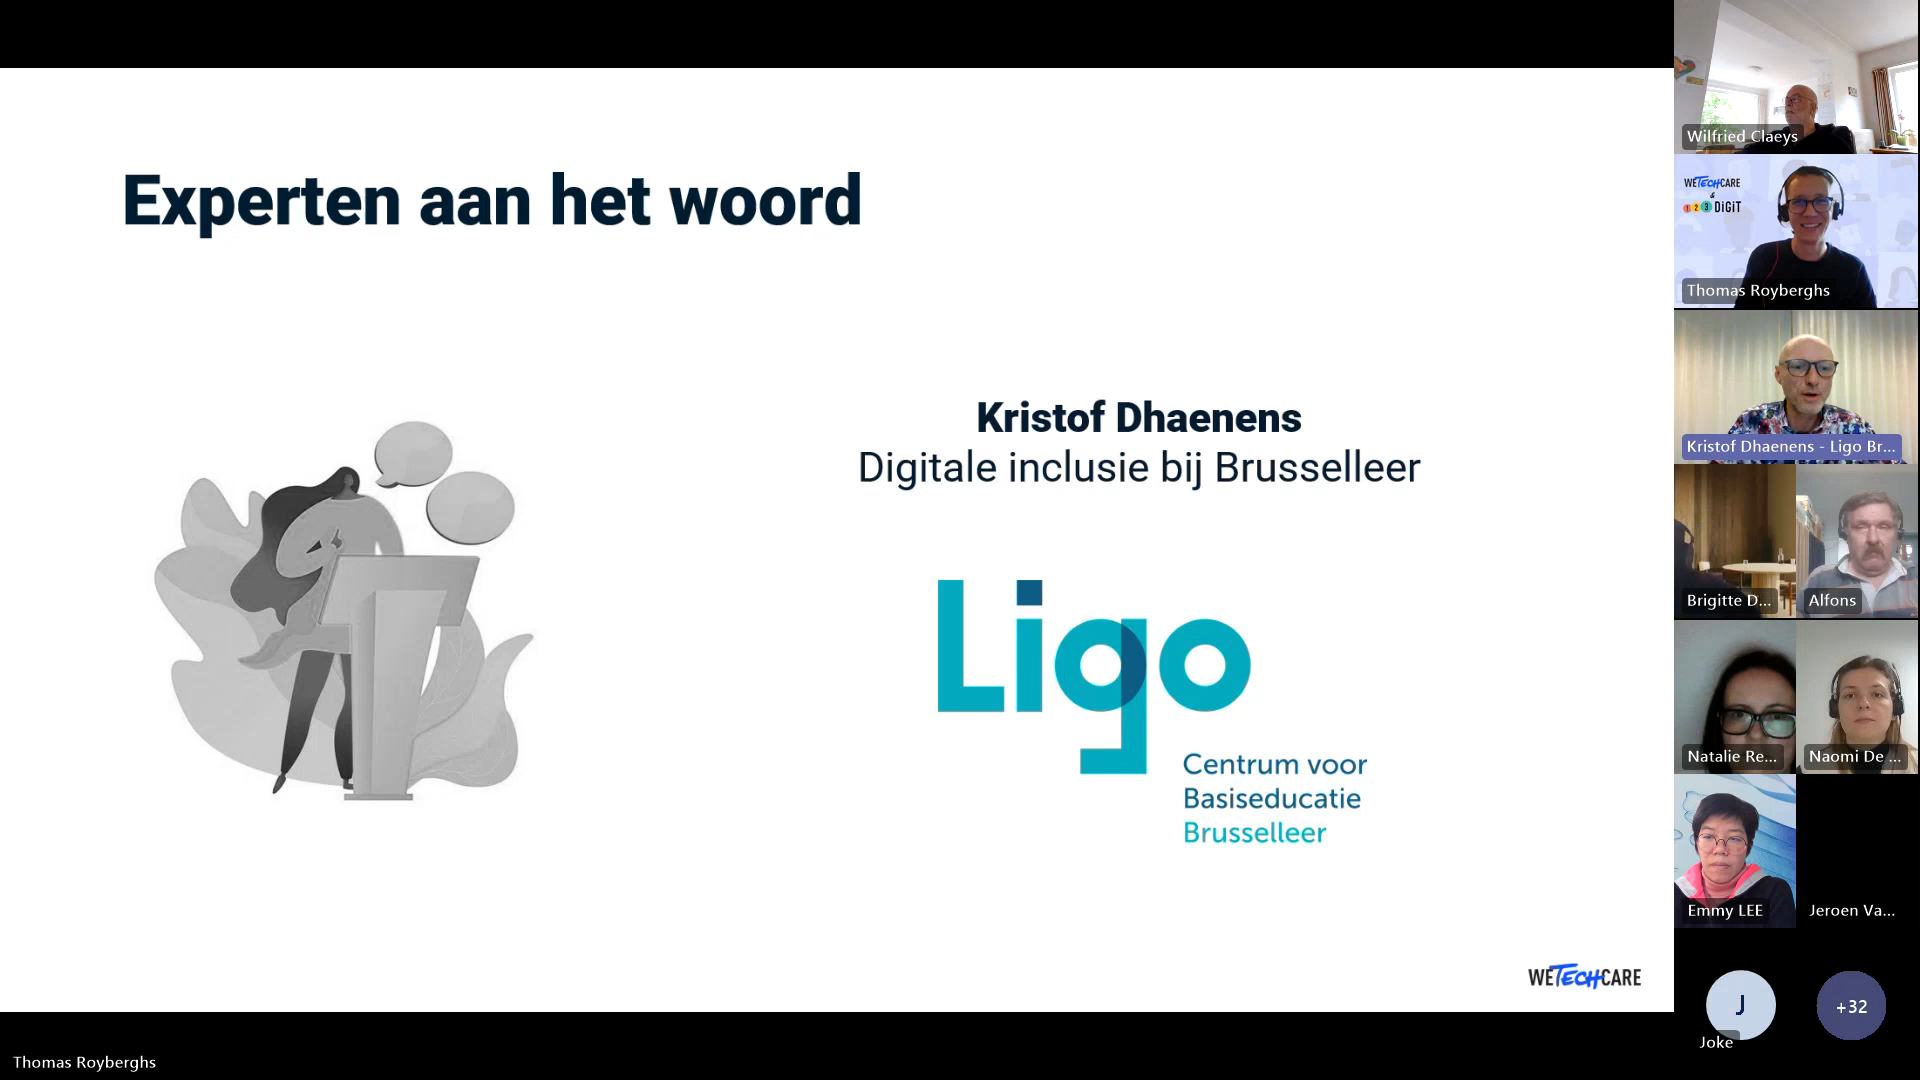 Experten aan het woord
Kristof Dhaenens
Digitale inclusie bij Brusselleer
Ligo
Centrum voor
Basiseducatie
Brusselleer
WETECHCARE
Thomas Royberghs
Wilfried Claeys
WETECHCARE
&
123 DiGiT
Thomas Royberghs
Kristof Dhaenens - Ligo Br...
Brigitte D...
Alfons
Natalie Re...
Naomi De ...
Emmy LEE
Jeroen Va...
J
Joke
+32